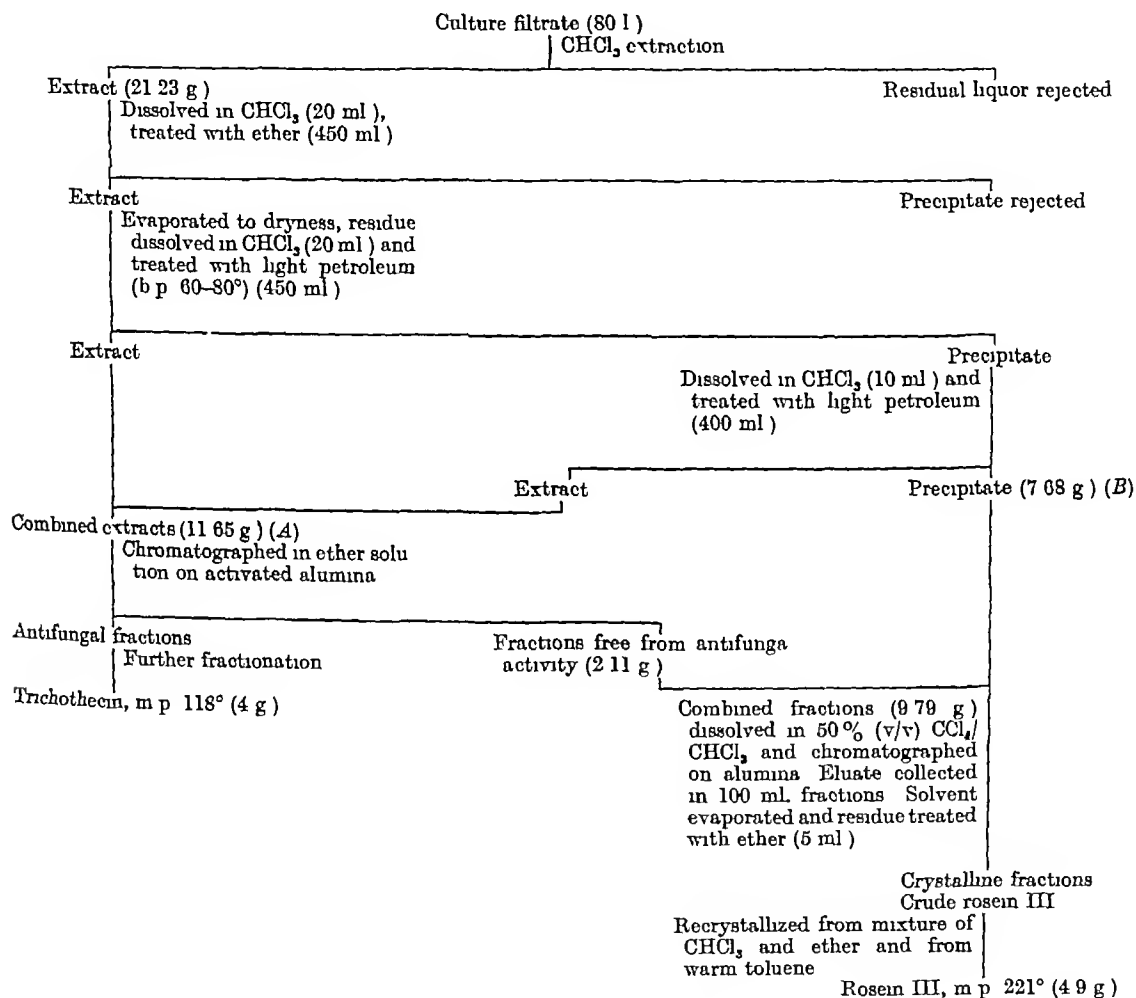 Culture filtrate (80 l)
CHCl₃ extraction
Extract (21 23 g)
Residual liquor rejected
Dissolved in CHCl₃ (20 ml ),
treated with ether (450 ml )
Extract
Precipitate rejected
Evaporated to dryness, residue
dissolved in CHCl₃ (20 ml ) and
treated with light petroleum
(b p 60–80°) (450 ml )
Extract
Precipitate
Dissolved in CHCl₃ (10 ml ) and
treated with light petroleum
(400 ml )
Extract
Precipitate (7 68 g ) (B)
Combined extracts (11 65 g ) (A)
Chromatographed in ether solu
tion on activated alumina
Antifungal fractions
Further fractionation
Fractions free from antifunga
activity (2 11 g )
Trichothecin, m p 118° (4 g )
Combined fractions (9 79 g )
dissolved in 50% (v/v) CCl₄/
CHCl₃ and chromatographed
on alumina Eluate collected
in 100 ml. fractions Solvent
evaporated and residue treated
with ether (5 ml )
Crystalline fractions
Crude rosein III
Recrystallized from mixture of
CHCl₃ and ether and from
warm toluene
Rosein III, m p 221° (4 9 g )